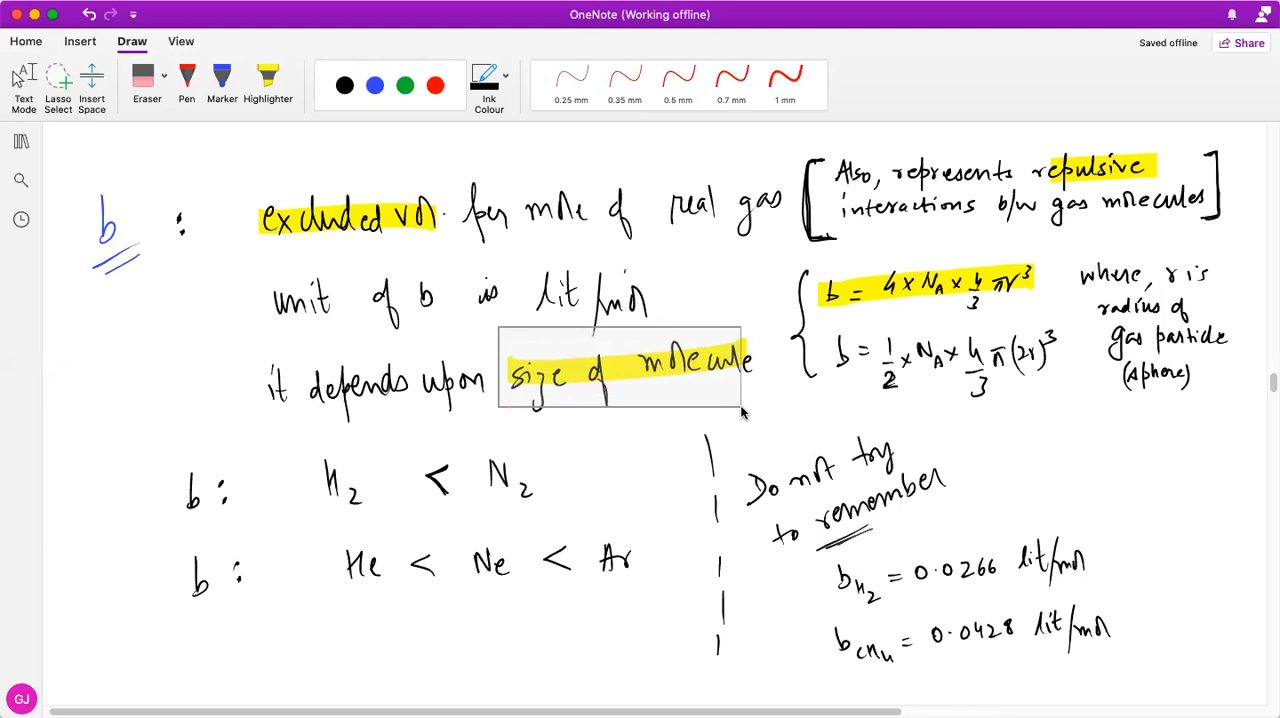 OneNote (Working offline)
Home Insert Draw View
Saved offline Share
Text Mode
Lasso Select
Insert Space
Eraser
Pen
Marker
Highlighter
Ink Colour
0.25 mm 0.35 mm 0.5 mm 0.7 mm 1 mm
b : excluded vol. per mole of real gas
[Also, represents repulsive
interactions b/w gas molecules]
unit of b is lit/mol
it depends upon size of molecule
b = 4 × N_A × 4/3 πr³
b = 1/2 × N_A × 4/3 π(2r)³
where, r is
radius of
gas particle
(sphere)
b : H₂ < N₂
b : He < Ne < Ar
Do not try
to remember
b_H₂ = 0.0266 lit/mol
b_CH₄ = 0.0428 lit/mol
GJ